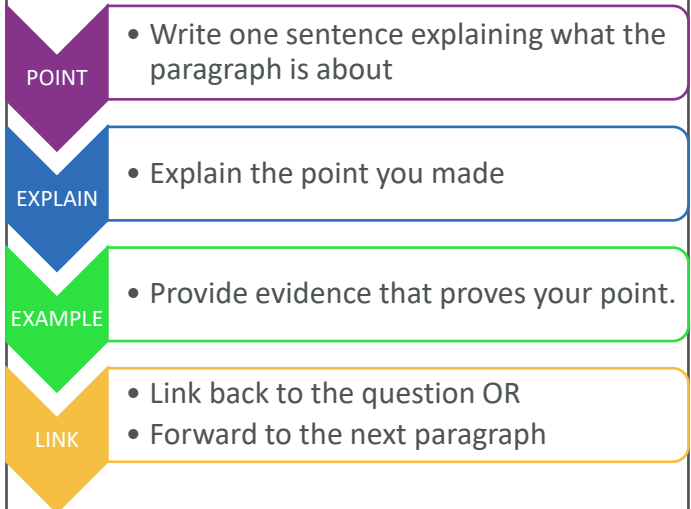 POINT
• Write one sentence explaining what the
paragraph is about
EXPLAIN
• Explain the point you made
EXAMPLE
• Provide evidence that proves your point.
LINK
• Link back to the question OR
• Forward to the next paragraph